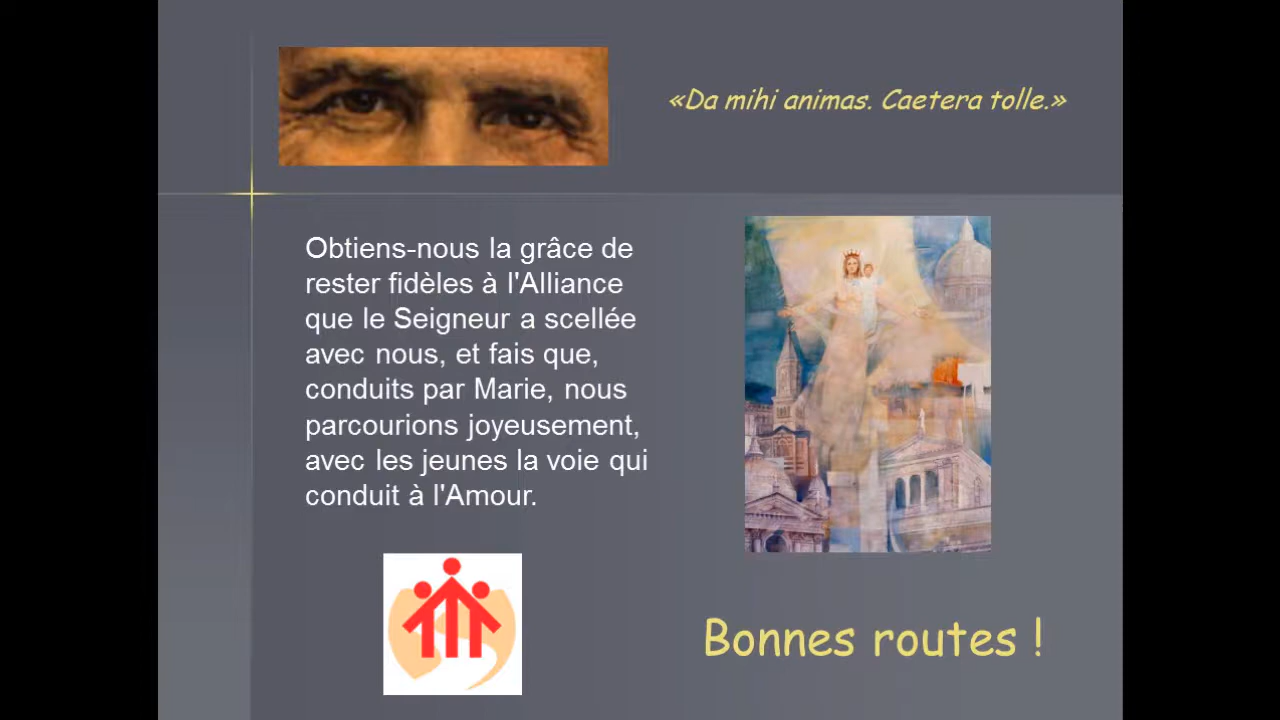 «Da mihi animas. Caetera tolle.»
Obtiens-nous la grâce de
rester fidèles à l'Alliance
que le Seigneur a scellée
avec nous, et fais que,
conduits par Marie, nous
parcourions joyeusement,
avec les jeunes la voie qui
conduit à l'Amour.
Bonnes routes !